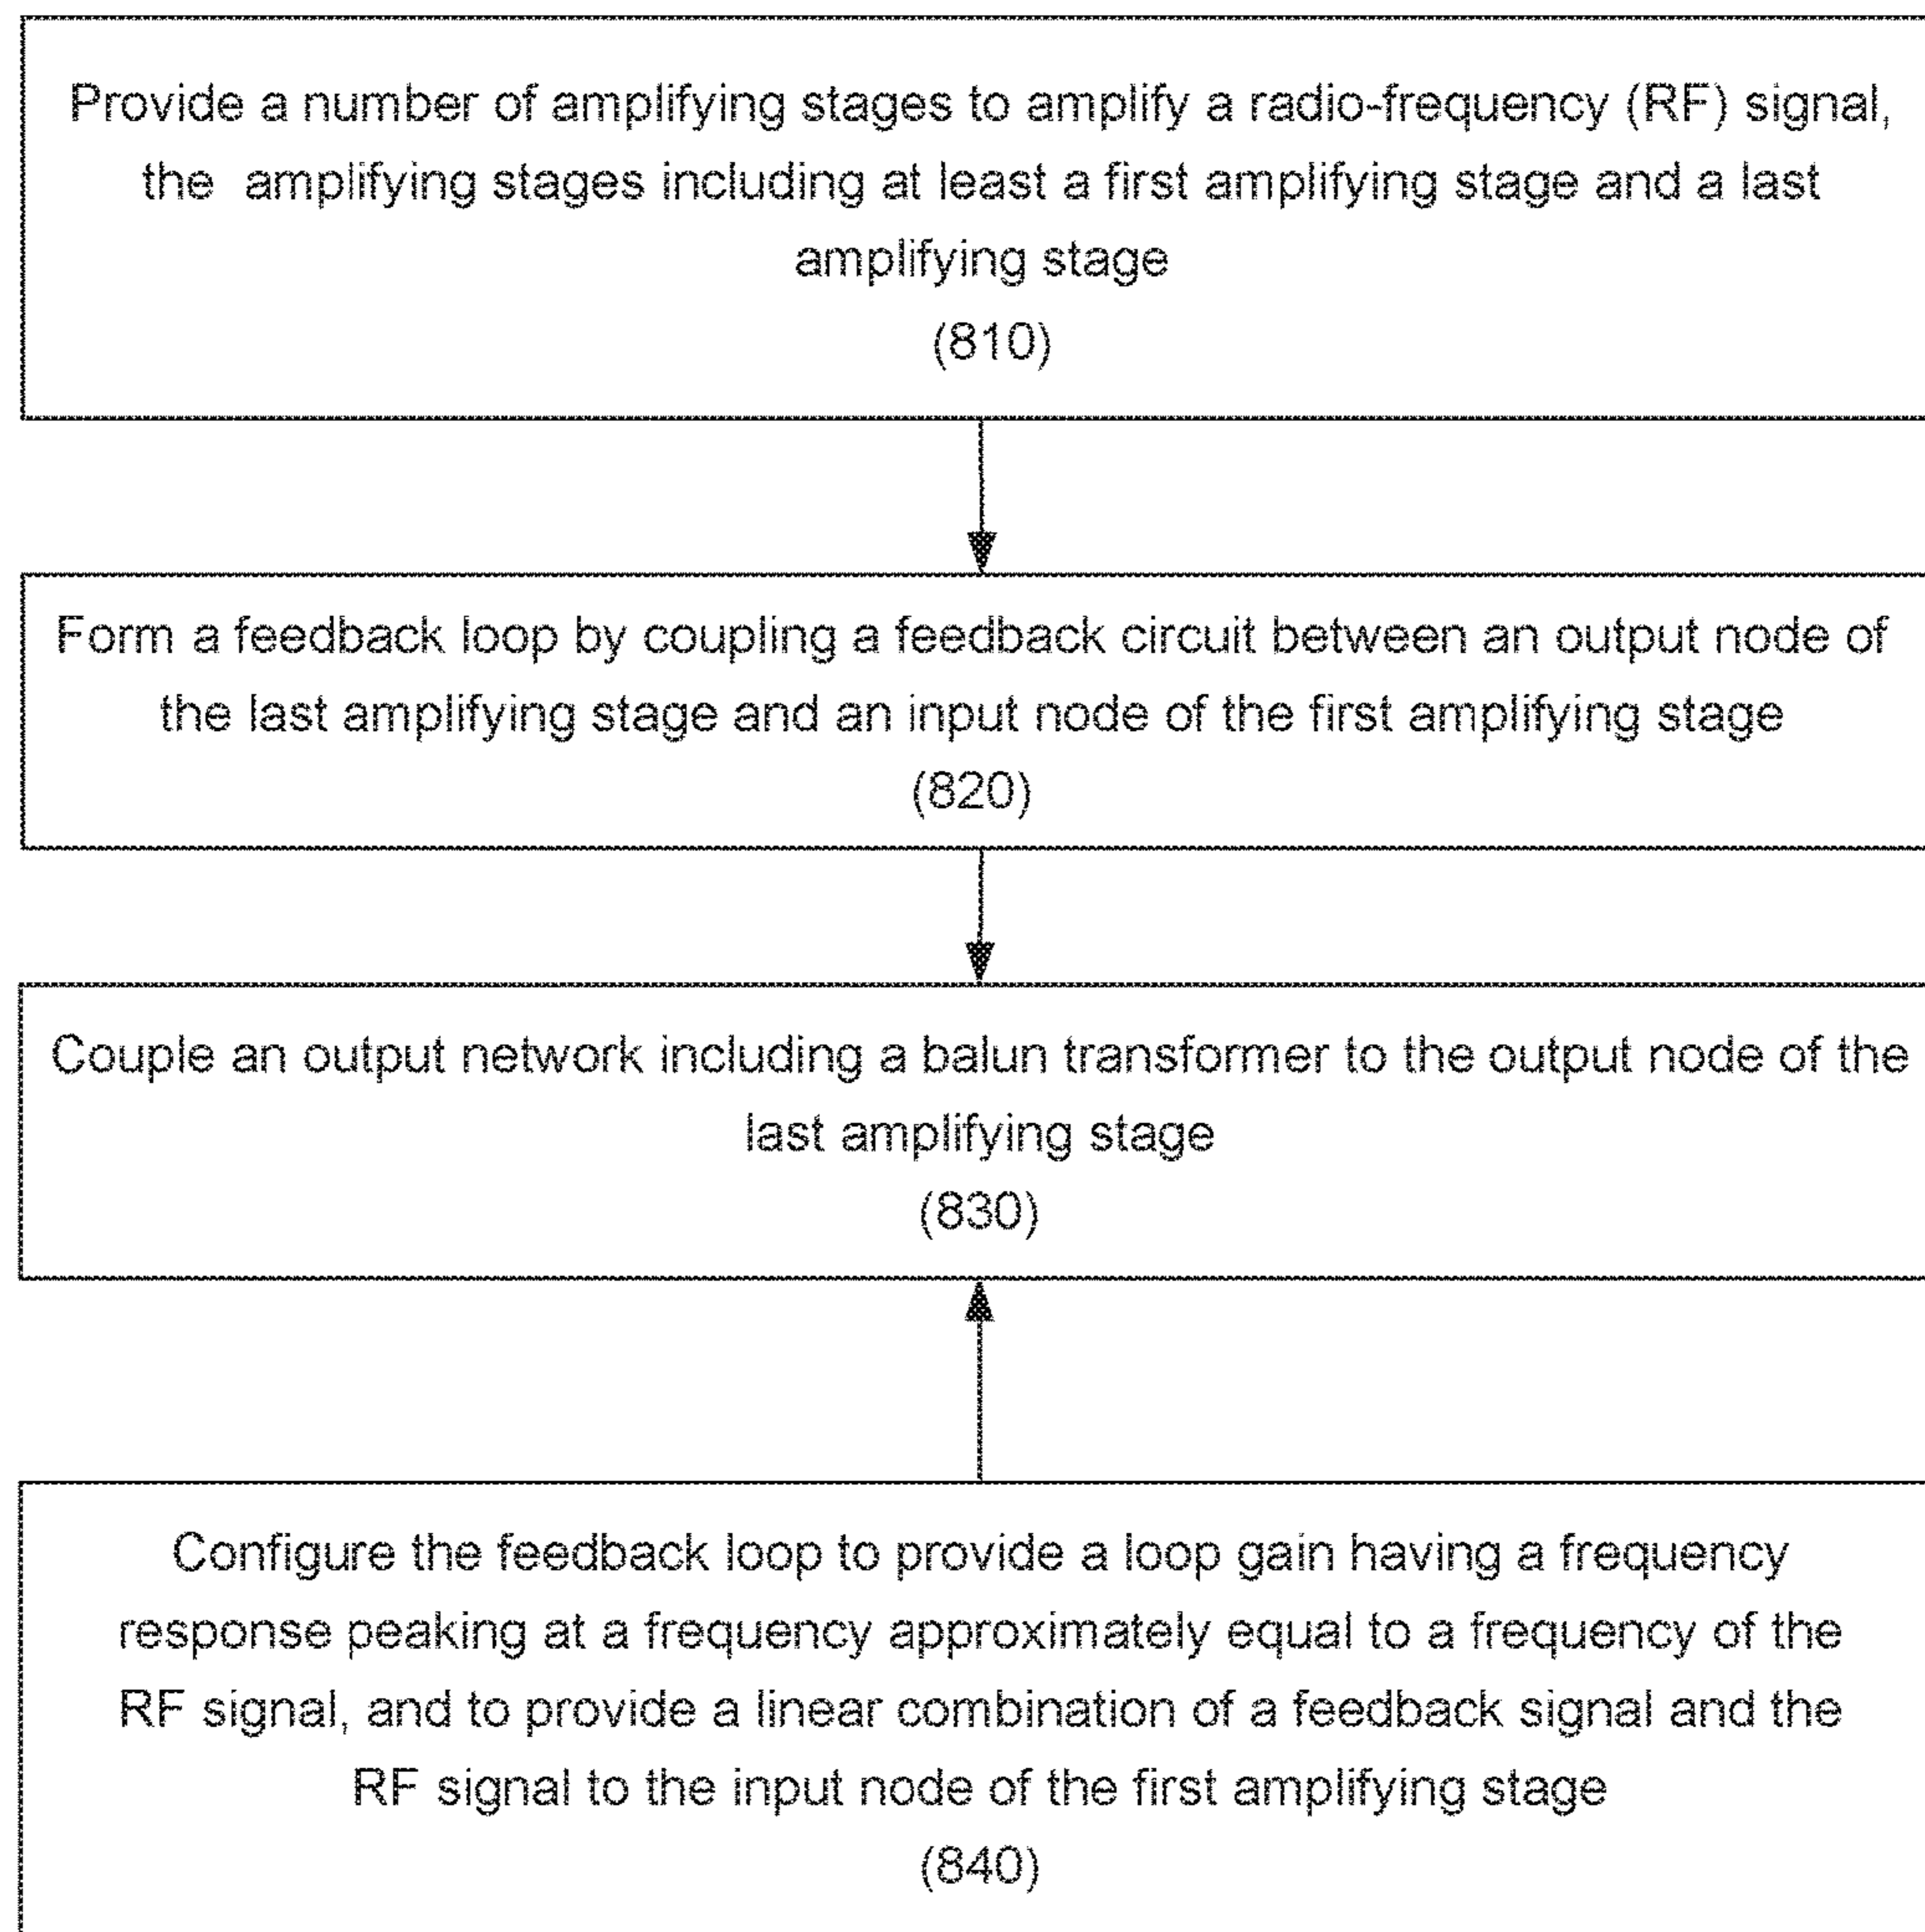 Provide a number of amplifying stages to amplify a radio-frequency (RF) signal,
the amplifying stages including at least a first amplifying stage and a last
amplifying stage
(810)
Form a feedback loop by coupling a feedback circuit between an output node of
the last amplifying stage and an input node of the first amplifying stage
(820)
Couple an output network including a balun transformer to the output node of the
last amplifying stage
(830)
Configure the feedback loop to provide a loop gain having a frequency
response peaking at a frequency approximately equal to a frequency of the
RF signal, and to provide a linear combination of a feedback signal and the
RF signal to the input node of the first amplifying stage
(840)